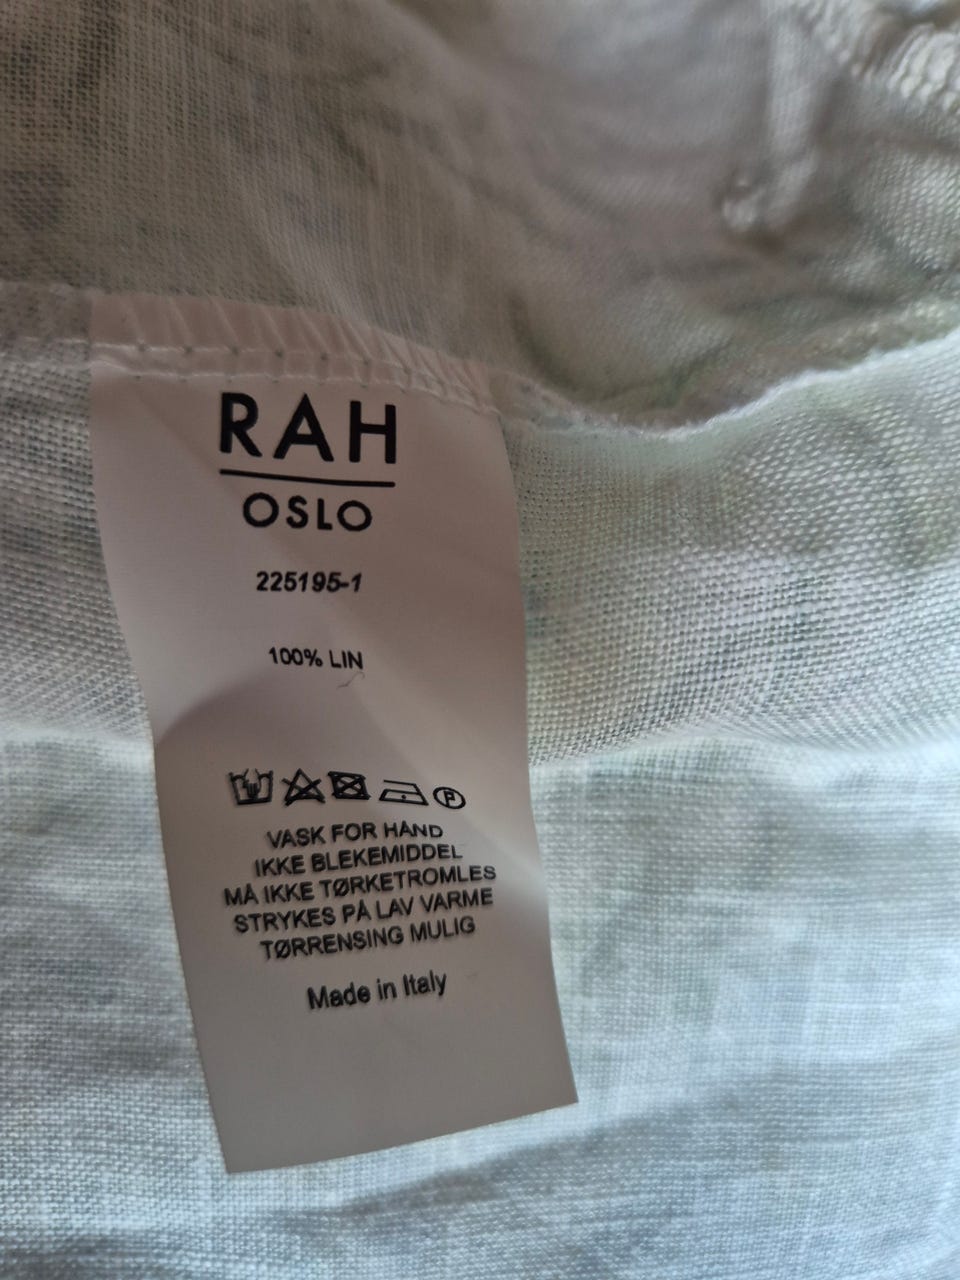 RAH
OSLO
225195-1
100% LIN
P
VASK FOR HÅND
IKKE BLEKEMIDDEL
MÅ IKKE TØRKETROMLES
STRYKES PÅ LAV VARME
TØRRENSING MULIG
Made in Italy